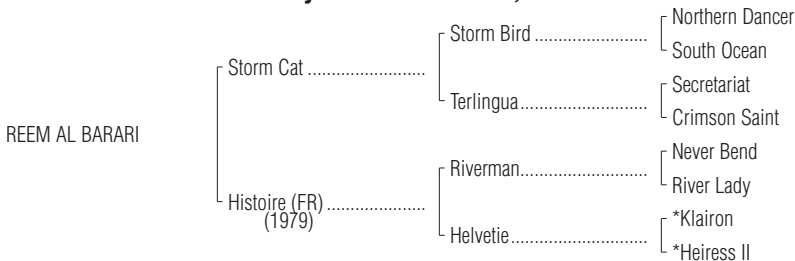 Northern Dancer
Storm Bird
South Ocean
Storm Cat
Secretariat
Terlingua
Crimson Saint
REEM AL BARARI
Never Bend
Riverman
River Lady
Histoire (FR)
(1979)
*Klairon
Helvetie
*Heiress II